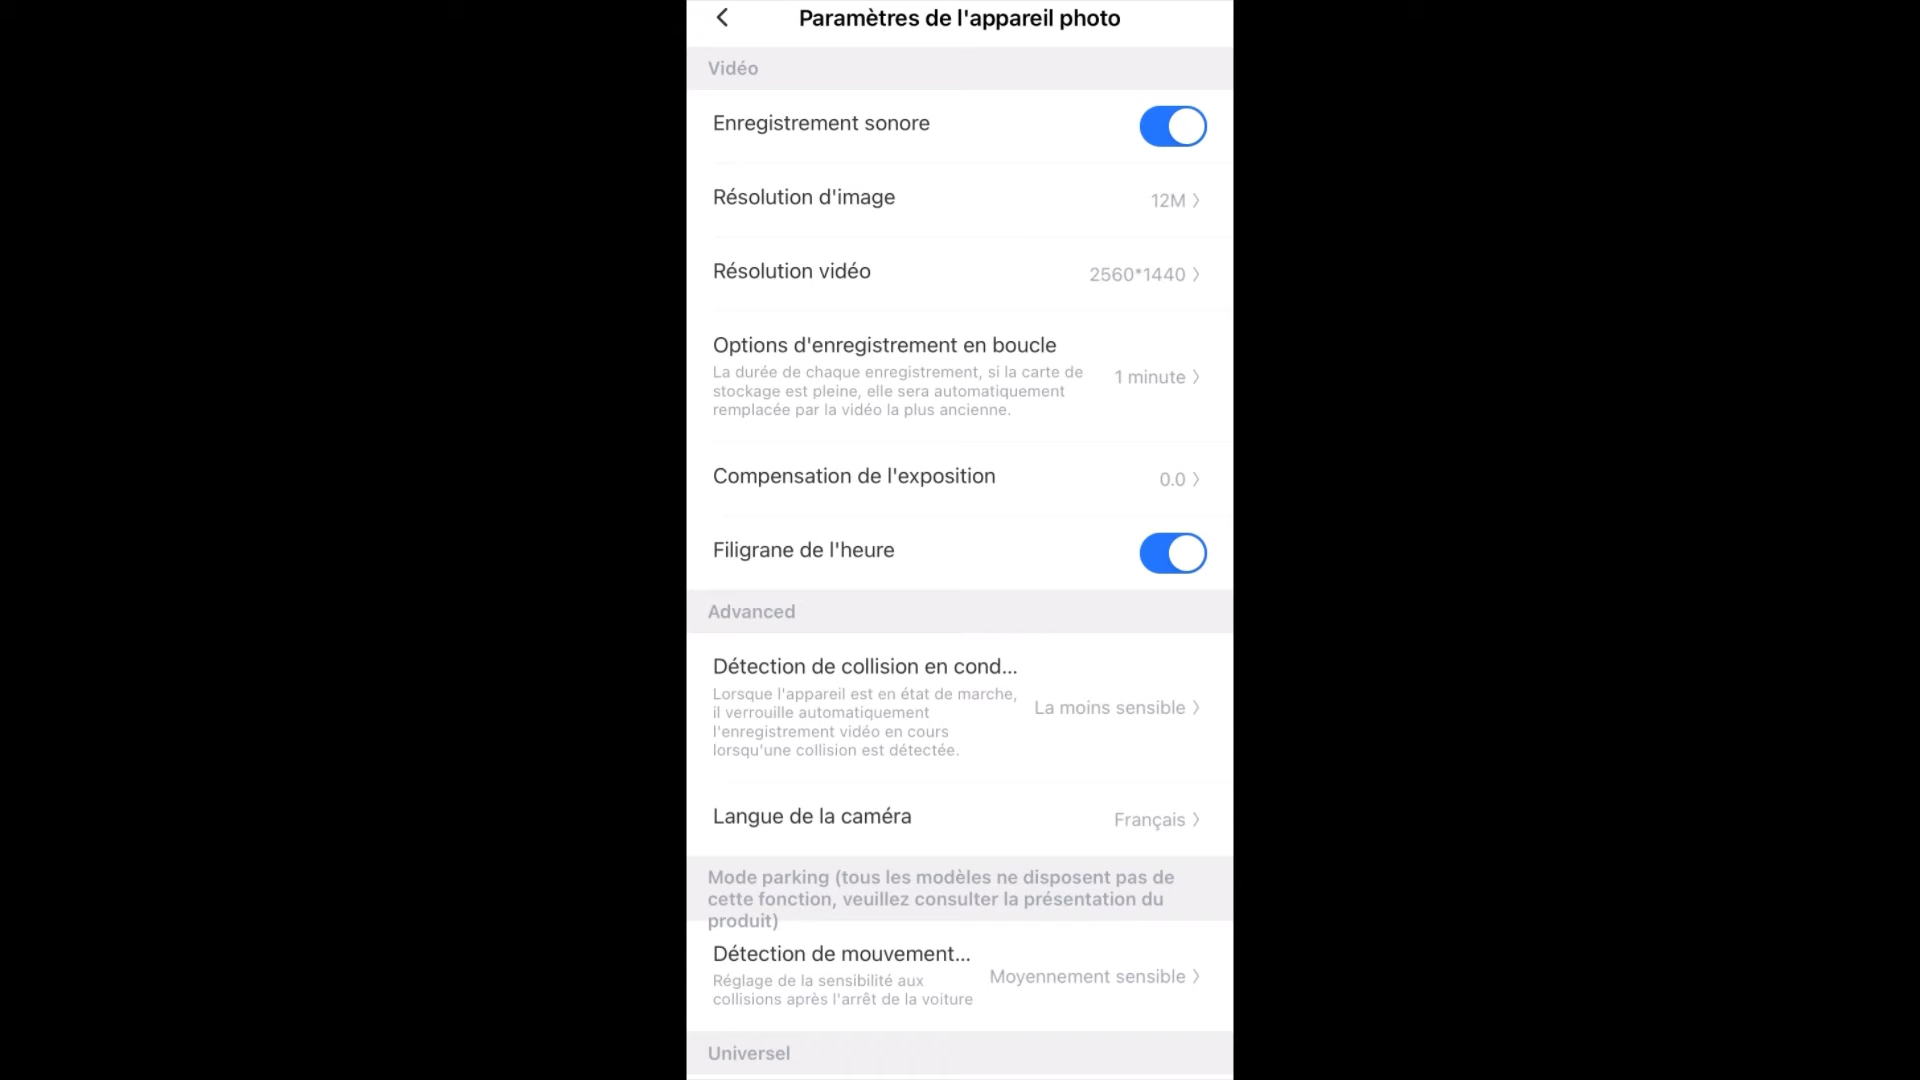 Paramètres de l'appareil photo
Vidéo
Enregistrement sonore
Résolution d'image
12M
Résolution vidéo
2560*1440
Options d'enregistrement en boucle
La durée de chaque enregistrement, si la carte de
stockage est pleine, elle sera automatiquement
remplacée par la vidéo la plus ancienne.
1 minute
Compensation de l'exposition
0.0
Filigrane de l'heure
Advanced
Détection de collision en cond...
Lorsque l'appareil est en état de marche,
il verrouille automatiquement
l'enregistrement vidéo en cours
lorsqu'une collision est détectée.
La moins sensible
Langue de la caméra
Français
Mode parking (tous les modèles ne disposent pas de
cette fonction, veuillez consulter la présentation du
produit)
Détection de mouvement...
Réglage de la sensibilité aux
collisions après l'arrêt de la voiture
Moyennement sensible
Universel